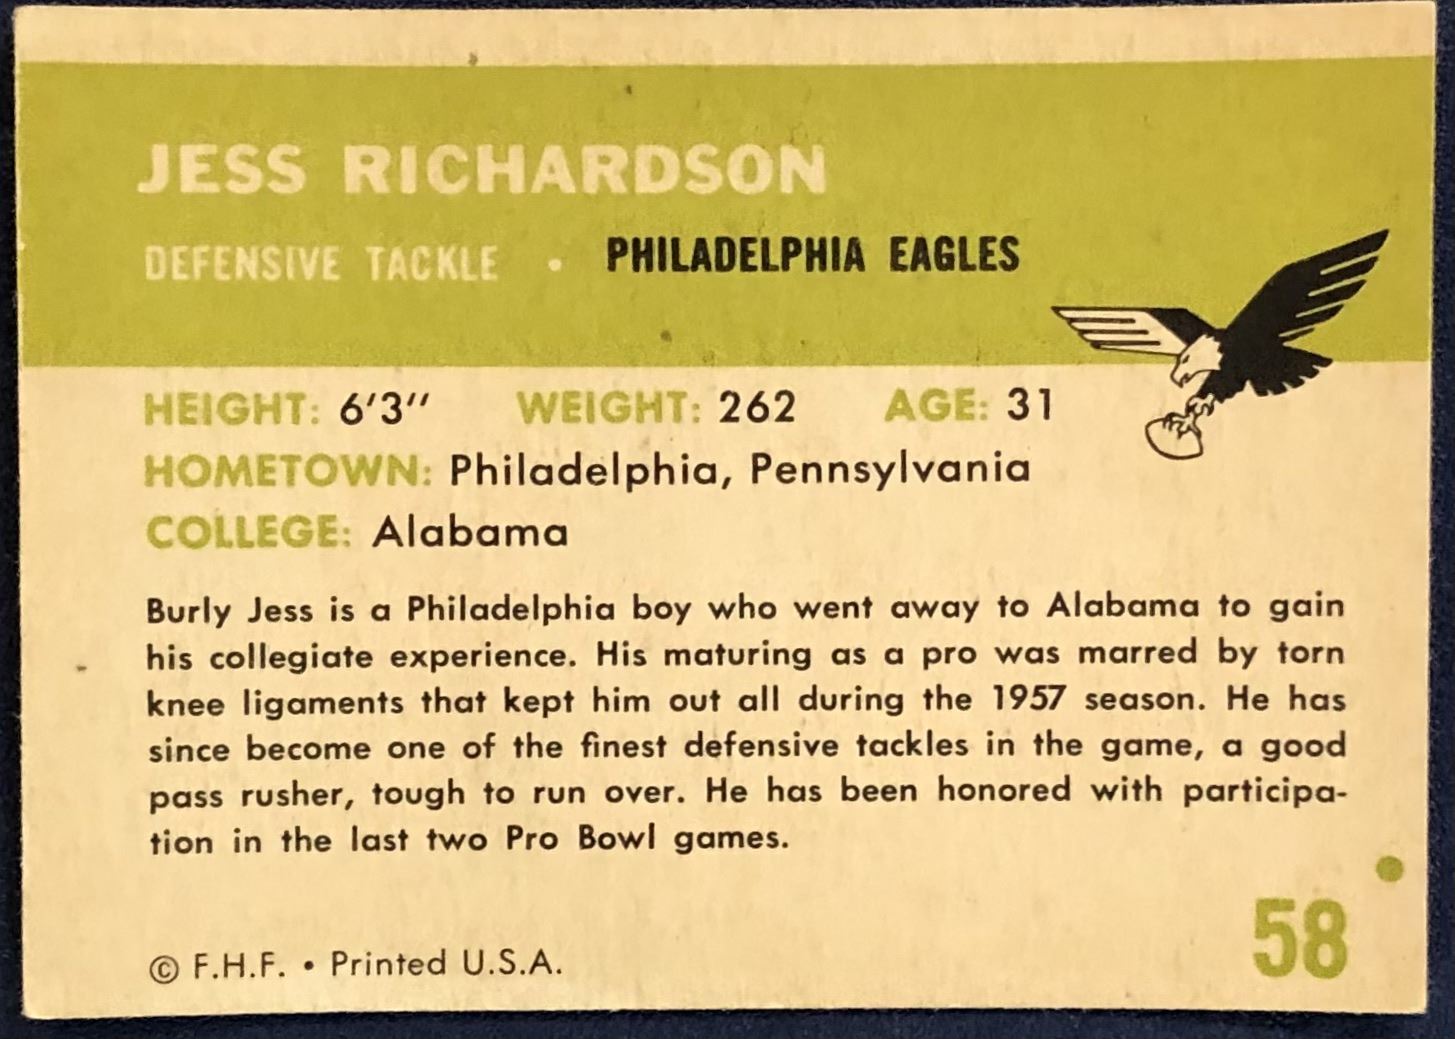 JESS RICHARDSON
DEFENSIVE TACKLE • PHILADELPHIA EAGLES
HEIGHT: 6'3" WEIGHT: 262 AGE: 31
HOMETOWN: Philadelphia, Pennsylvania
COLLEGE: Alabama
Burly Jess is a Philadelphia boy who went away to Alabama to gain
his collegiate experience. His maturing as a pro was marred by torn
knee ligaments that kept him out all during the 1957 season. He has
since become one of the finest defensive tackles in the game, a good
pass rusher, tough to run over. He has been honored with participa-
tion in the last two Pro Bowl games.
58
© F.H.F. • Printed U.S.A.